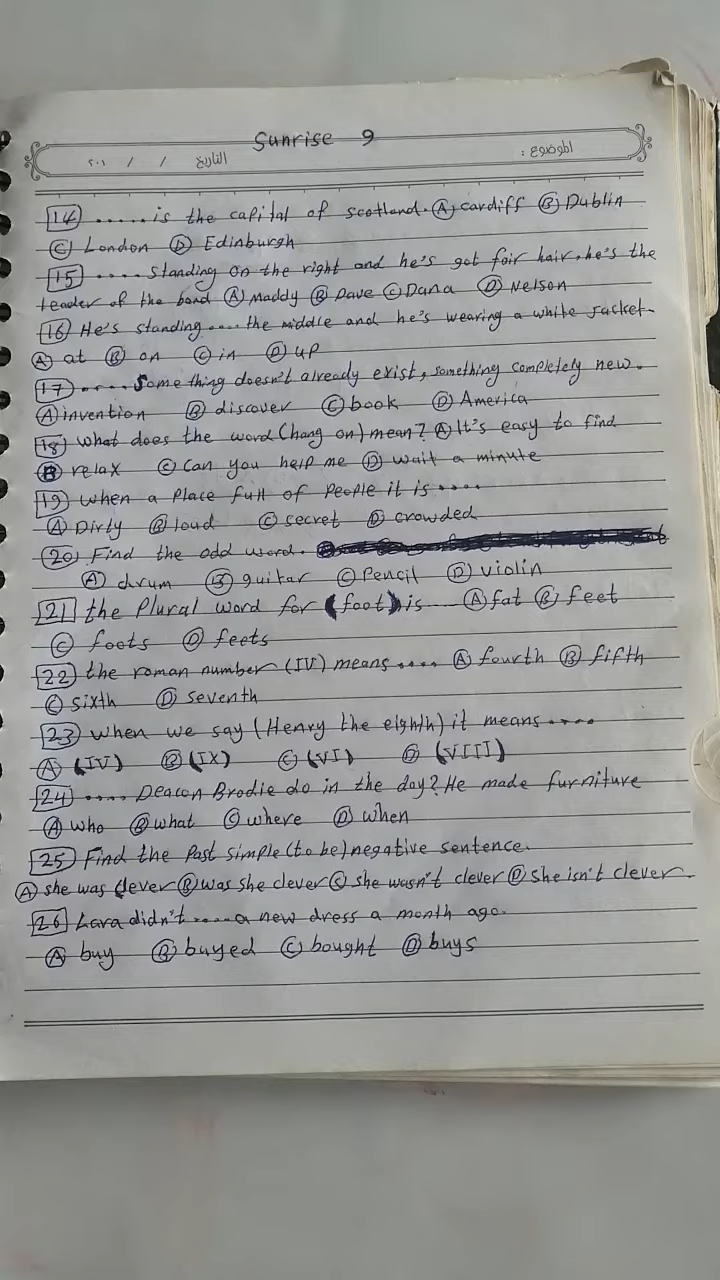 Sunrise 9
الموضوع :
التاريخ / / ٢٠١
14 ..... is the capital of scotland. A cardiff B Dublin
C London D Edinburgh
15 .... Standing on the right and he's got fair hair, he's the
leader of the band A Maddy B Dave C Dana D Nelson
16 He's standing .... the middle and he's wearing a white jacket.
A at B on C in D up
17 ..... Something doesn't already exist, something completely new.
A invention B discover C book D America
18 What does the word (hang on) mean? A It's easy to find
B relax C can you help me D wait a minute
19 when a place full of people it is ....
A Dirty B loud C secret D crowded
20 Find the odd word.
A drum B guitar C Pencil D violin
21 the Plural word for (foot) is ... A fat B feet
C foots D feets
22 the roman number (IV) means .... A fourth B fifth
C sixth D seventh
23 when we say (Henry the eighth) it means ....
A (IV) B (IX) C (VI) D (VIII)
24 .... Deacon Brodie do in the day? He made furniture
A who B what C where D when
25 Find the Past simple (to be) negative sentence.
A she was clever B was she clever C she wasn't clever D she isn't clever.
26 Lara didn't .... a new dress a month ago.
A buy B buyed C bought D buys